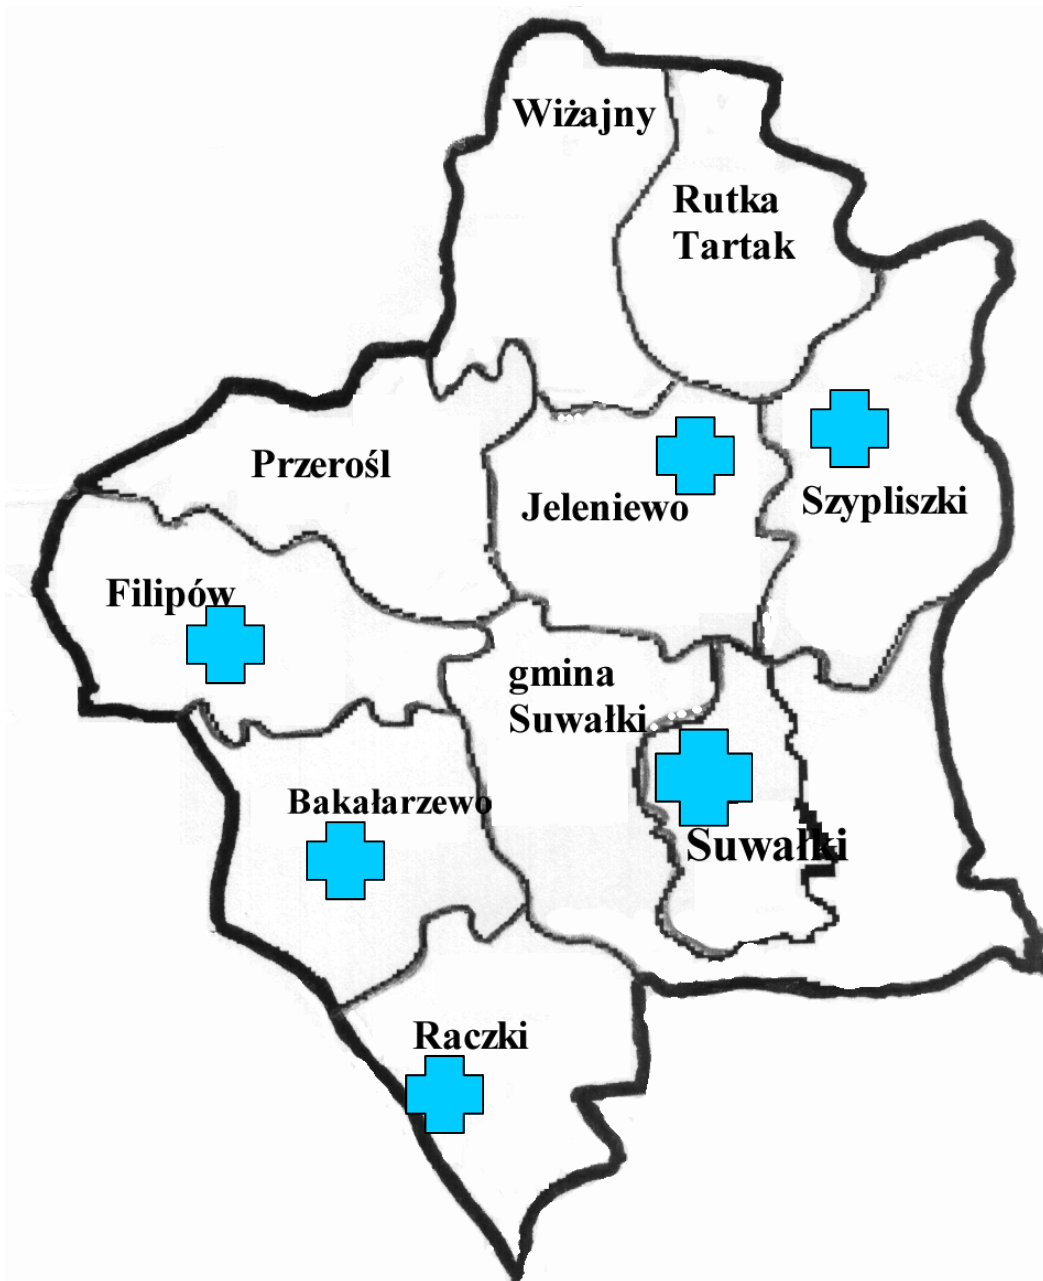 Wiżajny
Rutka
Tartak
Przerośl
Jeleniewo
Szypliszki
Filipów
gmina
Suwałki
Bakałarzewo
Suwałki
Raczki